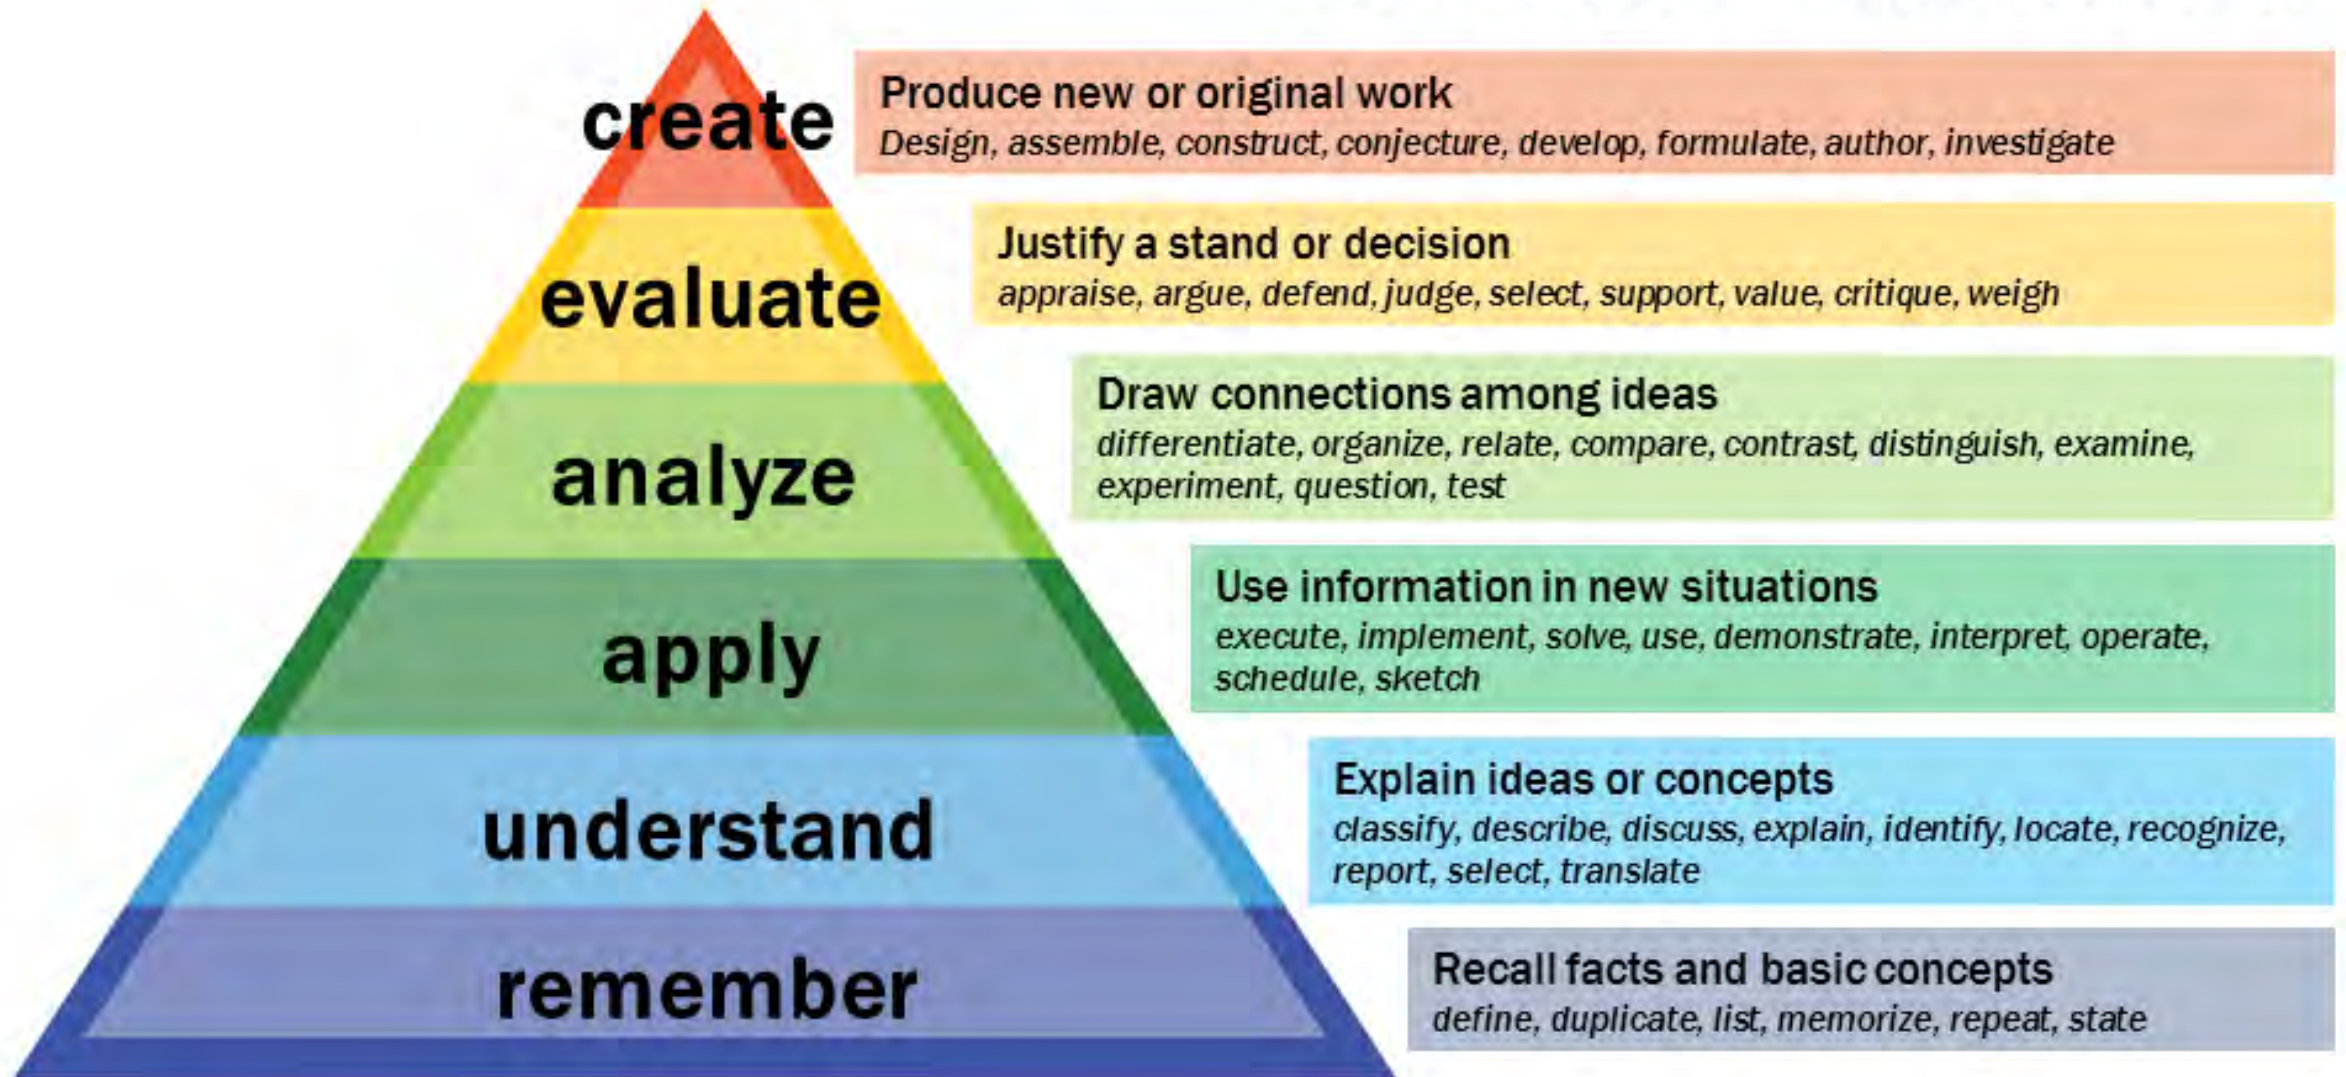 create
Produce new or original work
Design, assemble, construct, conjecture, develop, formulate, author, investigate
evaluate
Justify a stand or decision
appraise, argue, defend, judge, select, support, value, critique, weigh
analyze
Draw connections among ideas
differentiate, organize, relate, compare, contrast, distinguish, examine,
experiment, question, test
apply
Use information in new situations
execute, implement, solve, use, demonstrate, interpret, operate,
schedule, sketch
understand
Explain ideas or concepts
classify, describe, discuss, explain, identify, locate, recognize,
report, select, translate
remember
Recall facts and basic concepts
define, duplicate, list, memorize, repeat, state